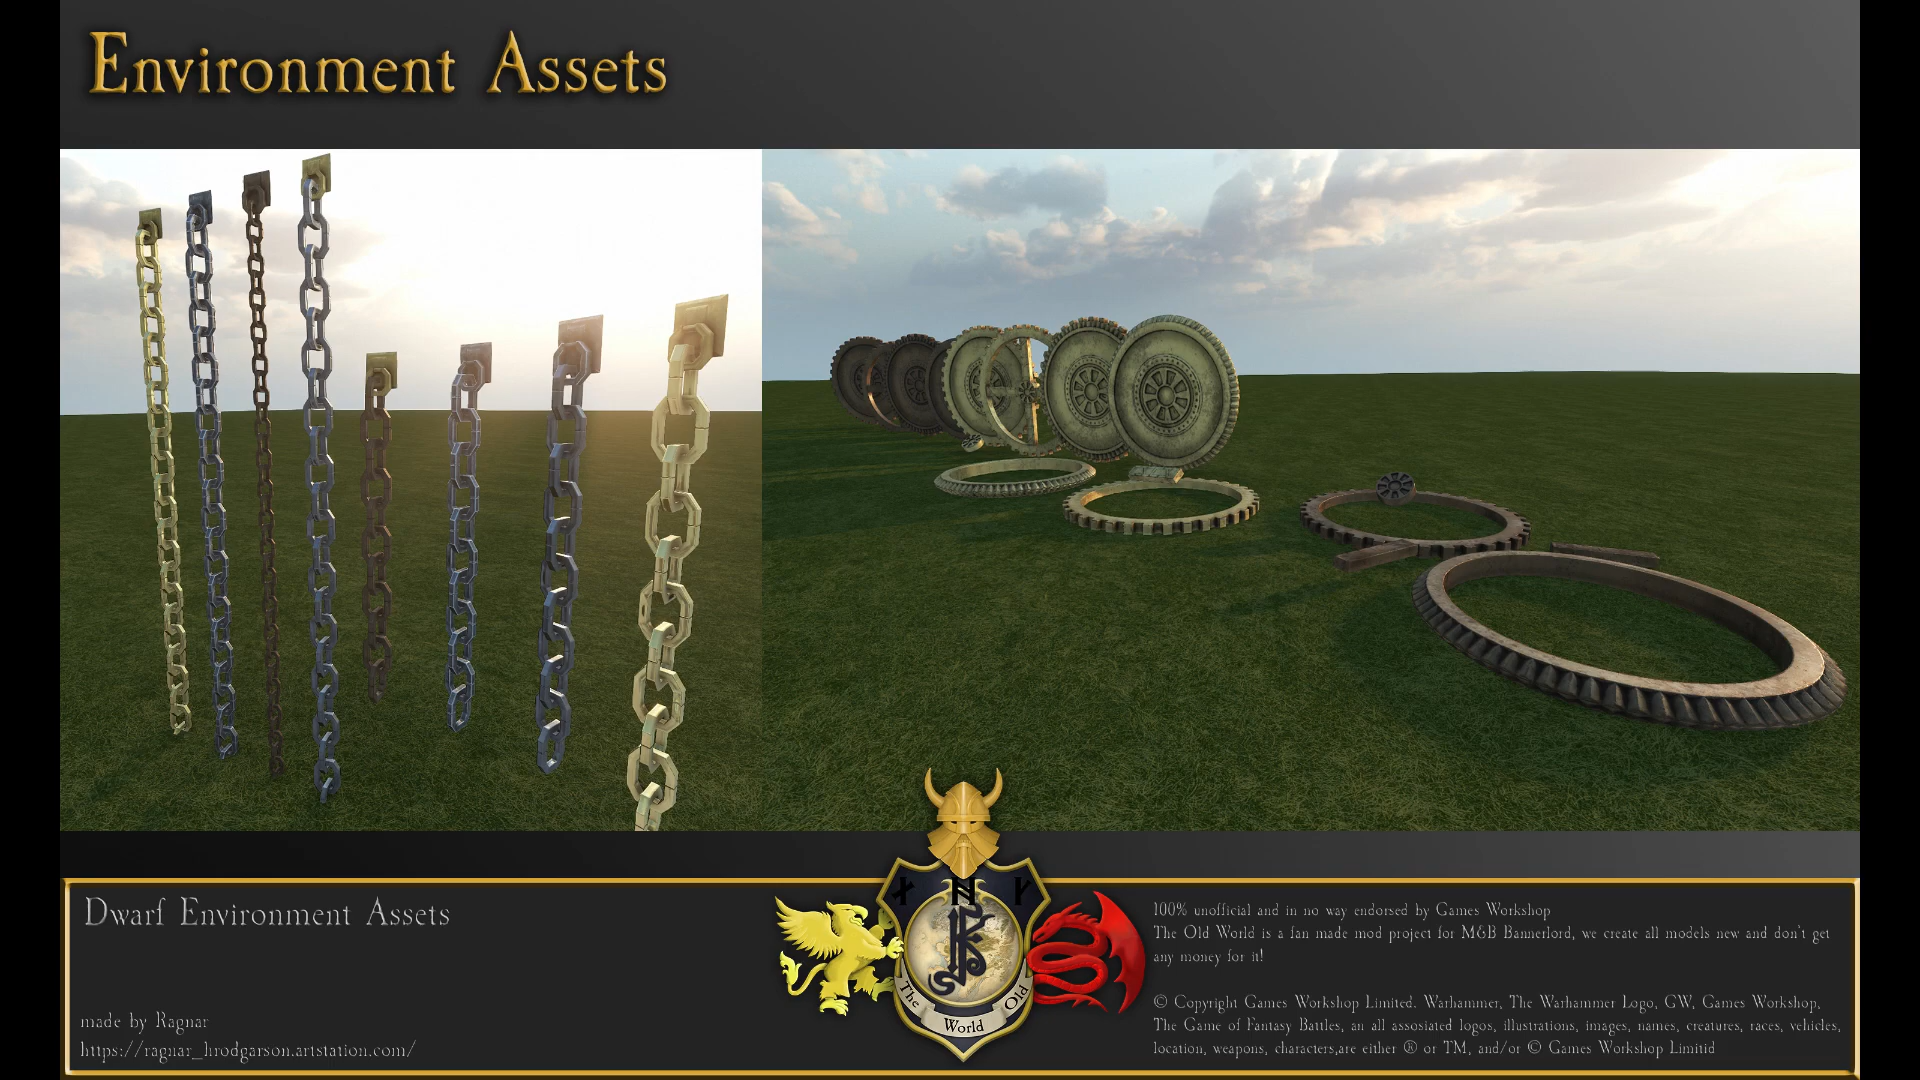 Environment Assets
Dwarf Environment Assets
made by Ragnar
https://ragnar_hrodgarson.artstation.com/
The World Old
100% unofficial and in no way endorsed by Games Workshop
The Old World is a fan made mod project for M&B Bannerlord, we create all models new and don't get
any money for it!
© Copyright Games Workshop Limited. Warhammer, The Warhammer Logo, GW, Games Workshop,
The Game of Fantasy Battles, an all assosiated logos, illustrations, images, names, creatures, races, vehicles,
location, weapons, characters,are either ® or TM, and/or © Games Workshop Limitid